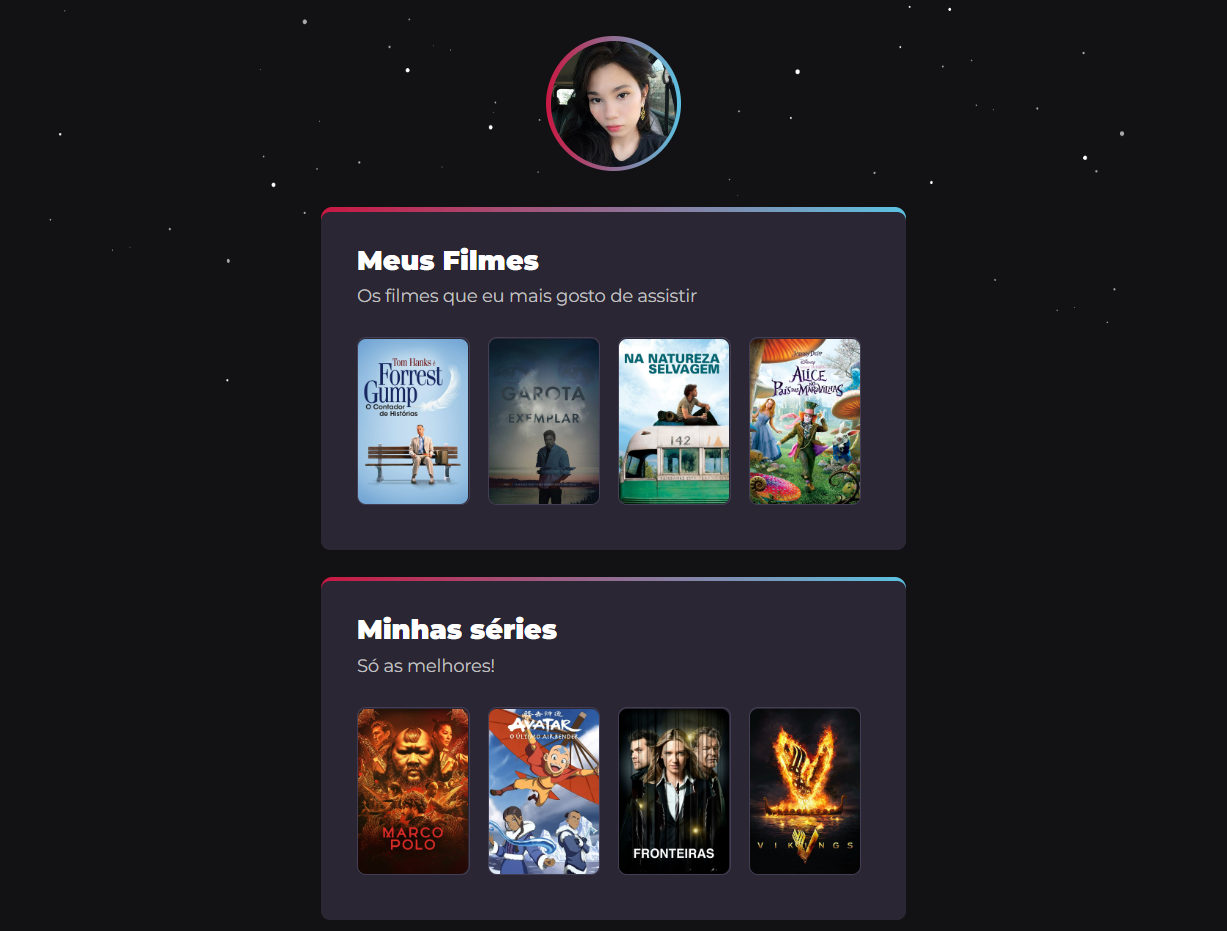 Meus Filmes
Os filmes que eu mais gosto de assistir
Tom Hanks é
Forrest
Gump
O Contador
de Histórias
GAROTA
EXEMPLAR
NA NATUREZA
SELVAGEM
142
Disney
ALICE
PAÍS DAS MARAVILHAS
Minhas séries
Só as melhores!
MARCO
POLO
AVATAR
O ÚLTIMO AIRBENDER
FRONTEIRAS
VIKINGS